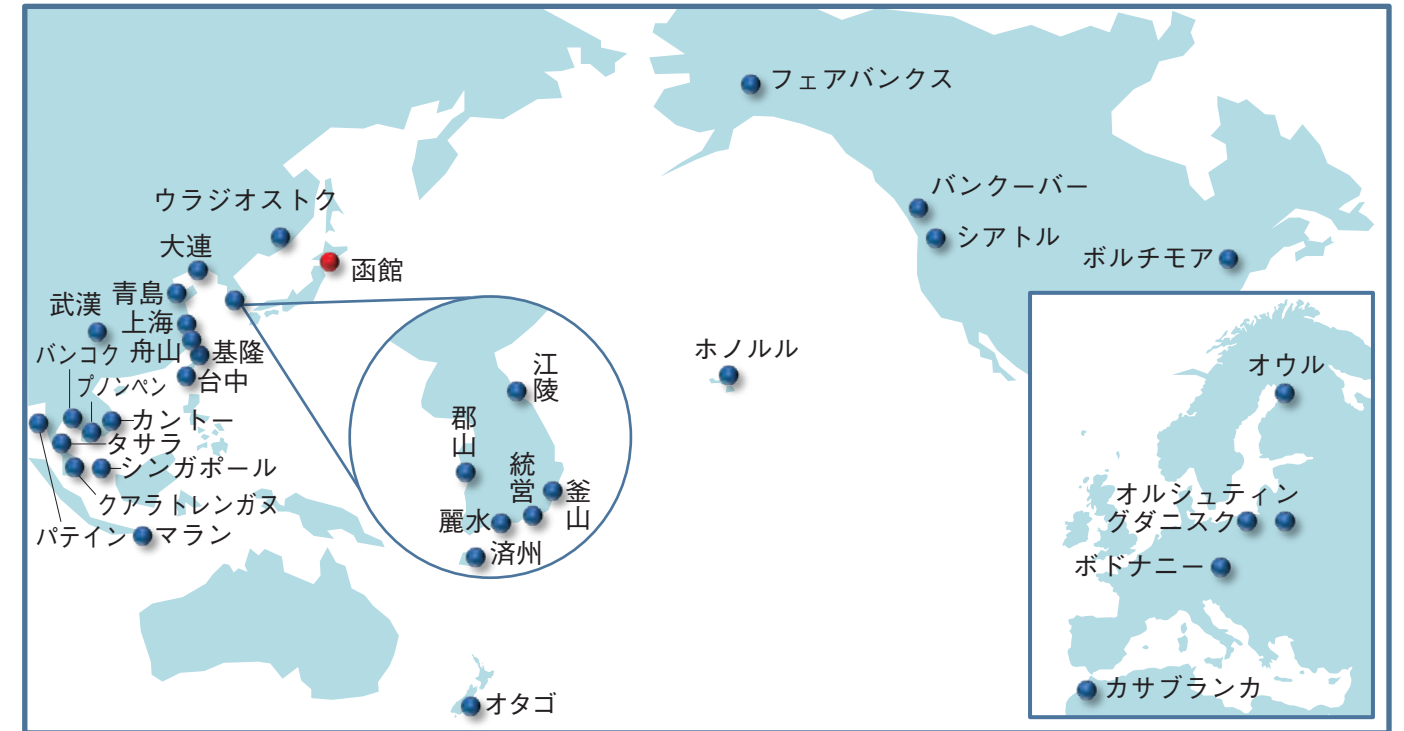 フェアバンクス
ウラジオストク
バンクーバー
シアトル
ボルチモア
大連
函館
青島
武漢
上海
バンコク
舟山
基隆
プノンペン
台中
カントー
タサラ
シンガポール
クアラトレンガヌ
パテイン
マラン
江陵
郡山
統営
釜山
麗水
済州
ホノルル
オタゴ
オウル
オルシュティン
グダニスク
ボドナニー
カサブランカ